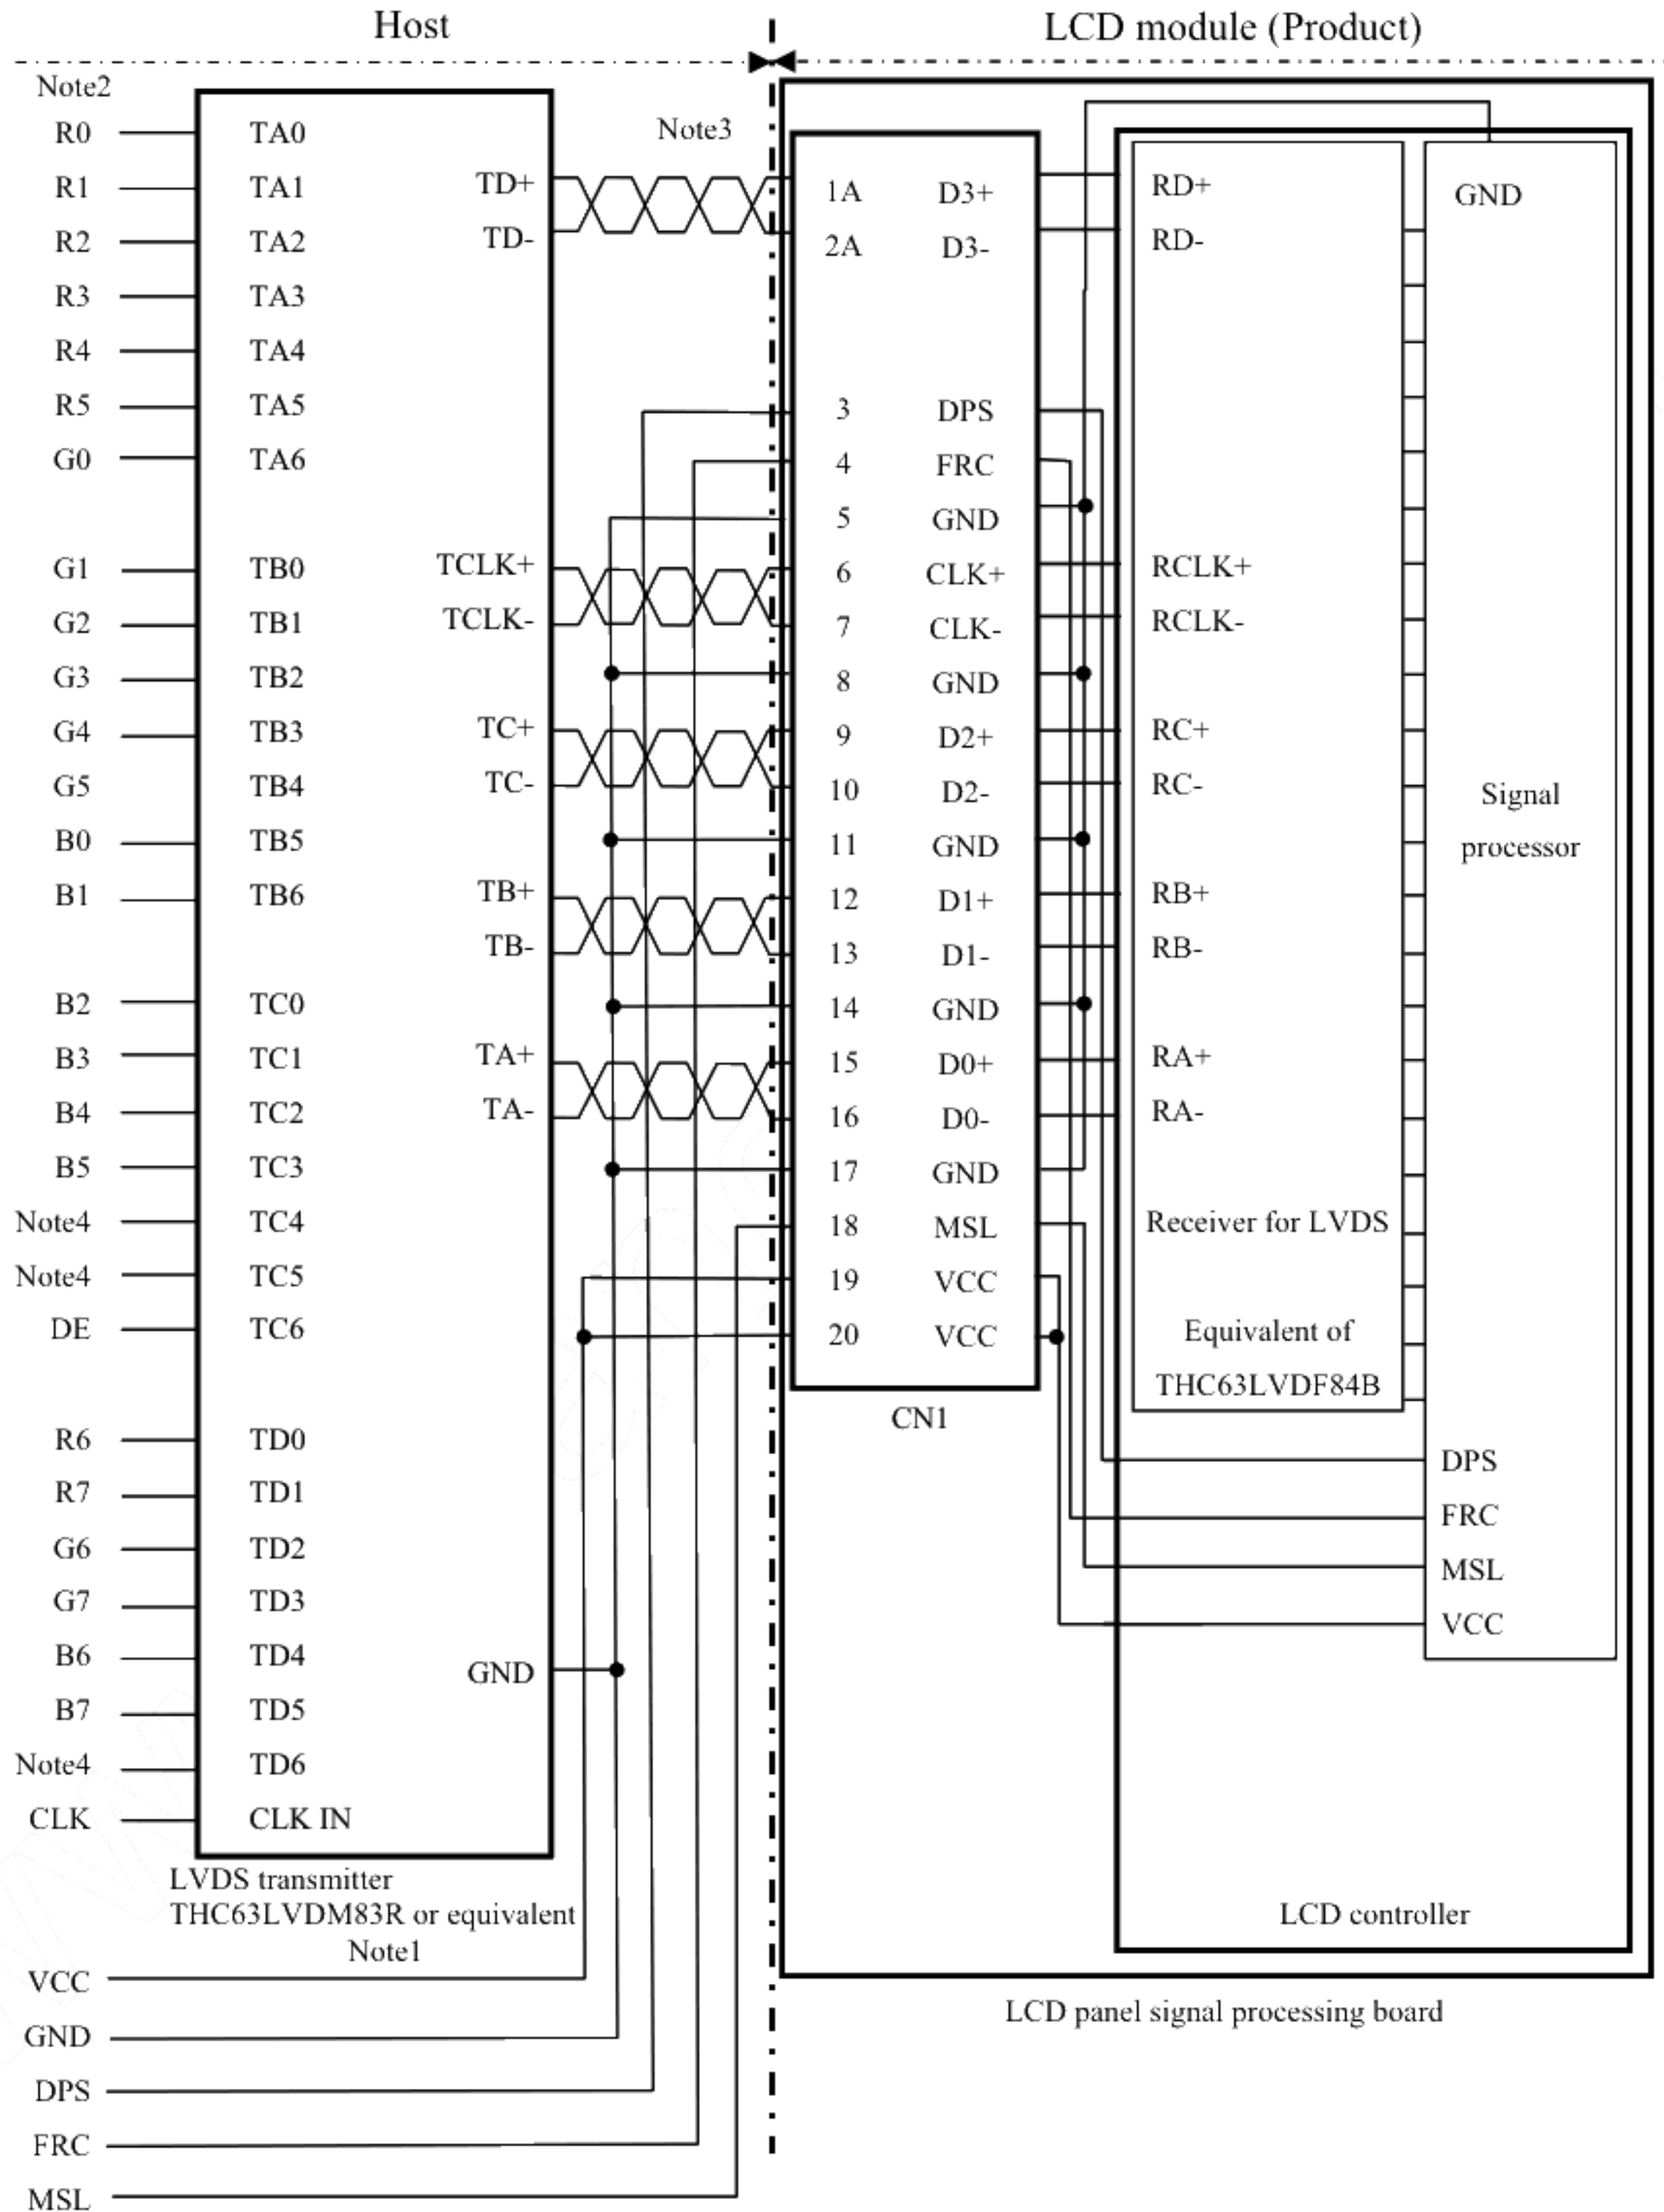 Host
LCD module (Product)
Note2
Note3
R0 TA0
R1 TA1
R2 TA2
R3 TA3
R4 TA4
R5 TA5
G0 TA6
G1 TB0
G2 TB1
G3 TB2
G4 TB3
G5 TB4
B0 TB5
B1 TB6
B2 TC0
B3 TC1
B4 TC2
B5 TC3
Note4 TC4
Note4 TC5
DE TC6
R6 TD0
R7 TD1
G6 TD2
G7 TD3
B6 TD4
B7 TD5
Note4 TD6
CLK CLK IN
TD+
TD-
TCLK+
TCLK-
TC+
TC-
TB+
TB-
TA+
TA-
GND
LVDS transmitter
THC63LVDM83R or equivalent
Note1
VCC
GND
DPS
FRC
MSL
1A D3+
2A D3-
3 DPS
4 FRC
5 GND
6 CLK+
7 CLK-
8 GND
9 D2+
10 D2-
11 GND
12 D1+
13 D1-
14 GND
15 D0+
16 D0-
17 GND
18 MSL
19 VCC
20 VCC
CN1
RD+
RD-
RCLK+
RCLK-
RC+
RC-
RB+
RB-
RA+
RA-
Receiver for LVDS
Equivalent of
THC63LVDF84B
GND
Signal
processor
DPS
FRC
MSL
VCC
LCD controller
LCD panel signal processing board